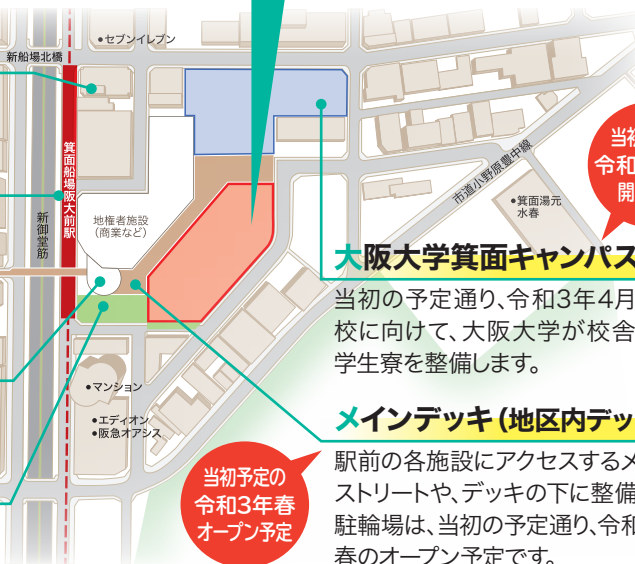 ●セブンイレブン
新船場北橋
箕面船場阪大前駅
新御堂筋
地権者施設
(商業など)
市道小野原豊中線
●箕面湯元
水春
●マンション
●エディオン
●阪急オアシス
当初
令和
開
大阪大学箕面キャンパス
当初の予定通り、令和3年4月
校に向けて、大阪大学が校舎
学生寮を整備します。
メインデッキ(地区内デッ
当初予定の
令和3年春
オープン予定
駅前の各施設にアクセスするメ
ストリートや、デッキの下に整備
駐輪場は、当初の予定通り、令和
春のオープン予定です。